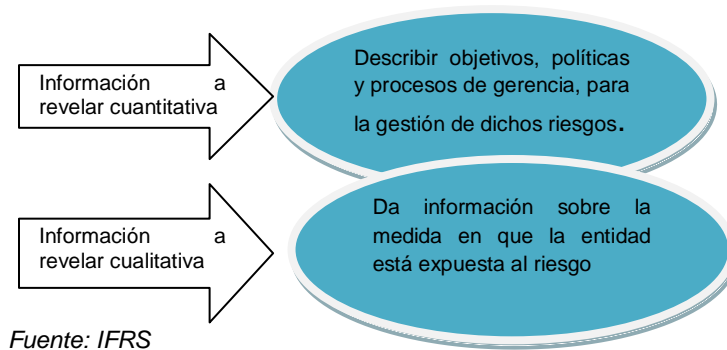 Información a
revelar cuantitativa
Describir objetivos, políticas
y procesos de gerencia, para
la gestión de dichos riesgos.
Información a
revelar cualitativa
Da información sobre la
medida en que la entidad
está expuesta al riesgo
Fuente: IFRS